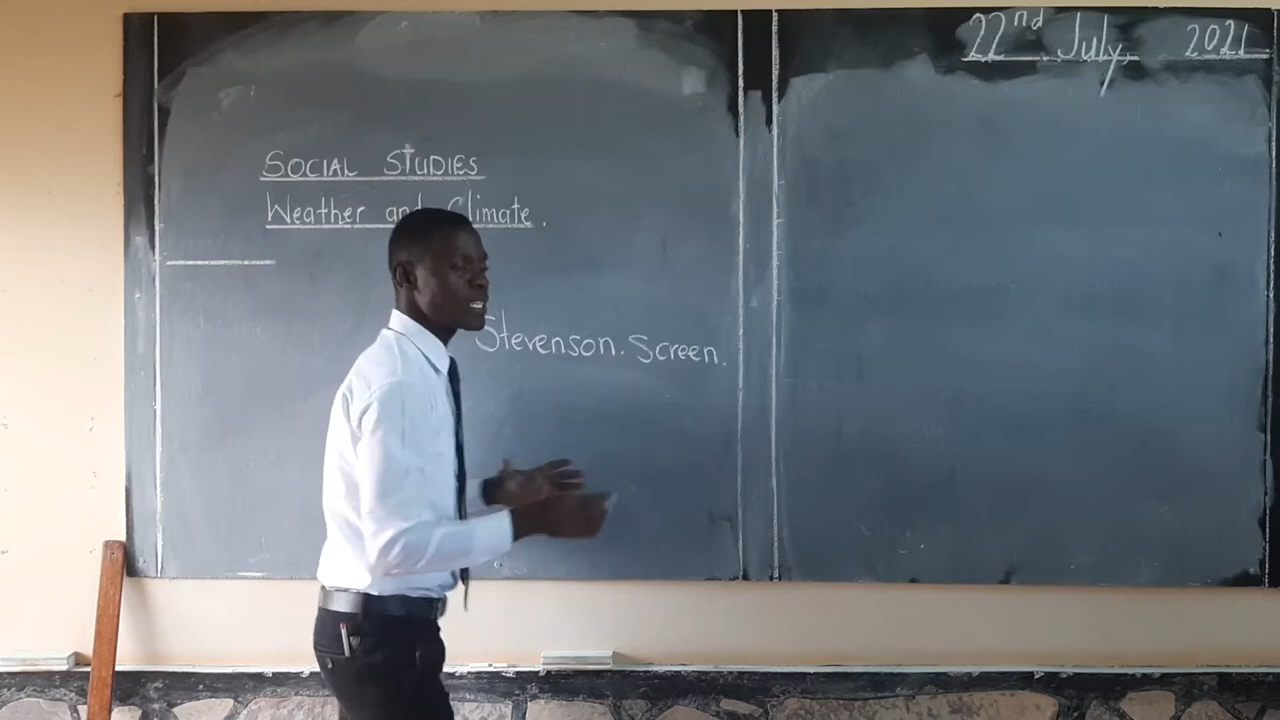 22nd July, 2021
SOCIAL STUDIES
Weather and Climate.
Stevenson. Screen.